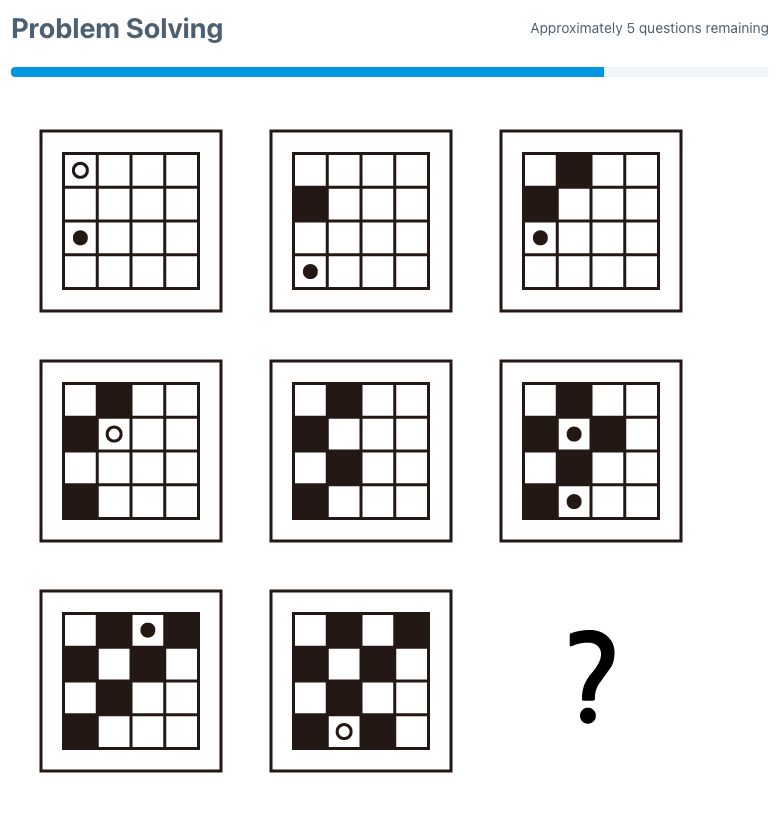 Problem Solving
Approximately 5 questions remaining
?